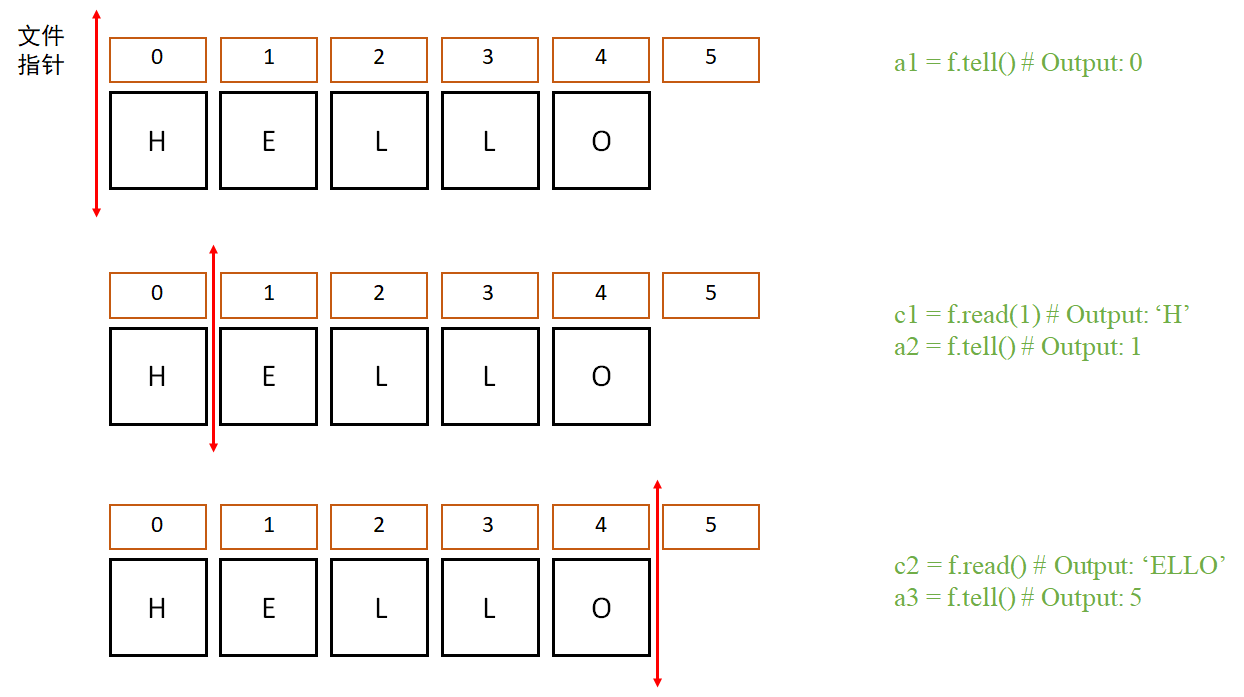 文件
指针
0 1 2 3 4 5
H E L L O
a1 = f.tell() # Output: 0
0 1 2 3 4 5
H E L L O
c1 = f.read(1) # Output: ‘H’
a2 = f.tell() # Output: 1
0 1 2 3 4 5
H E L L O
c2 = f.read() # Output: ‘ELLO’
a3 = f.tell() # Output: 5